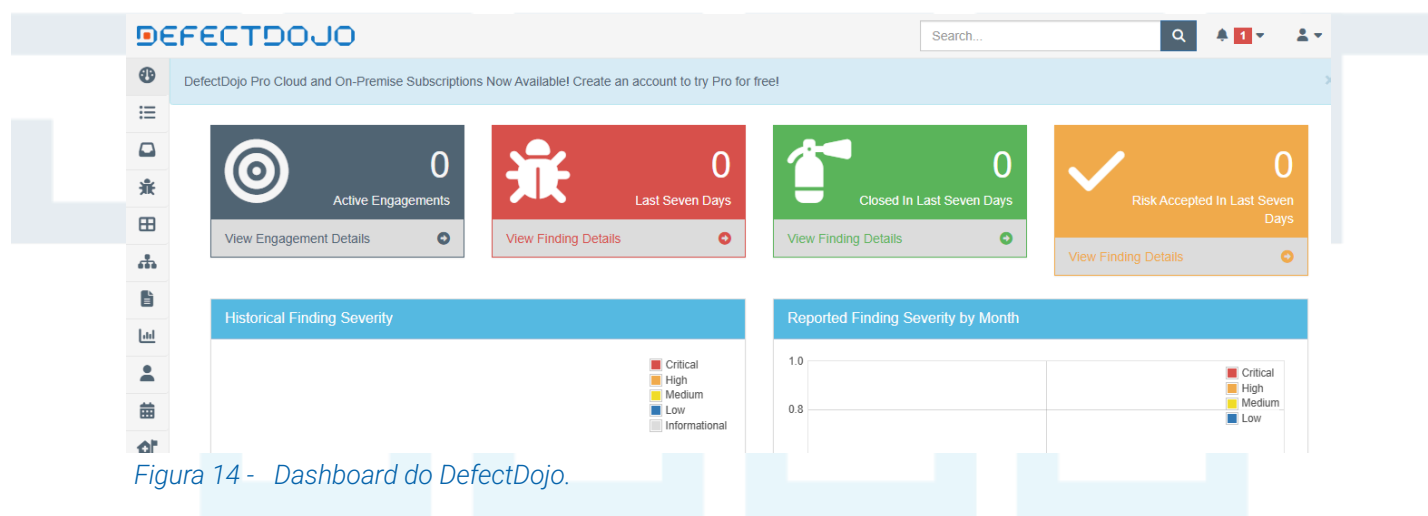 DEFECTDOJO
Search...
1
DefectDojo Pro Cloud and On-Premise Subscriptions Now Available! Create an account to try Pro for free!
×
0
Active Engagements
View Engagement Details
0
Last Seven Days
View Finding Details
0
Closed In Last Seven Days
View Finding Details
0
Risk Accepted In Last Seven
Days
View Finding Details
Historical Finding Severity
Critical
High
Medium
Low
Informational
Reported Finding Severity by Month
1.0
0.8
Critical
High
Medium
Low
Figura 14 - Dashboard do DefectDojo.